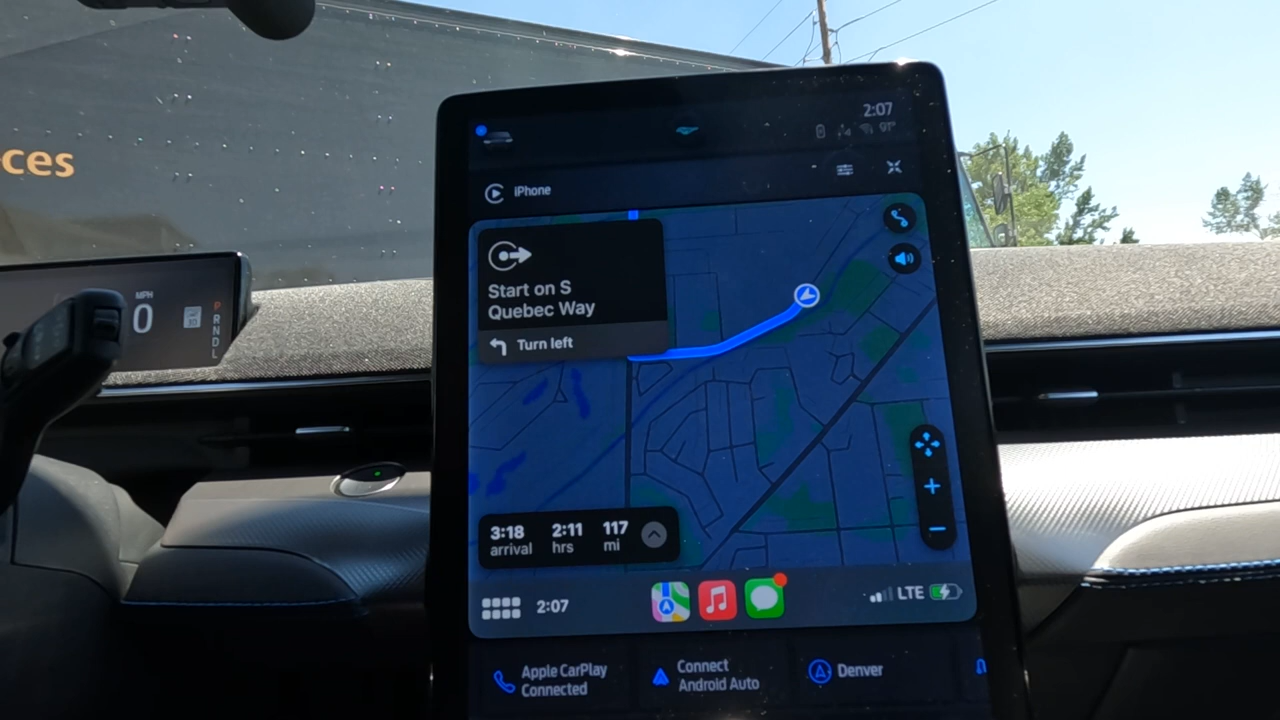 ces
2:07
iPhone
Start on S
Quebec Way
Turn left
MPH
0
P
R
N
D
L
3:18 2:11 117
arrival hrs mi
2:07
LTE
Apple CarPlay
Connected
Connect
Android Auto
Denver